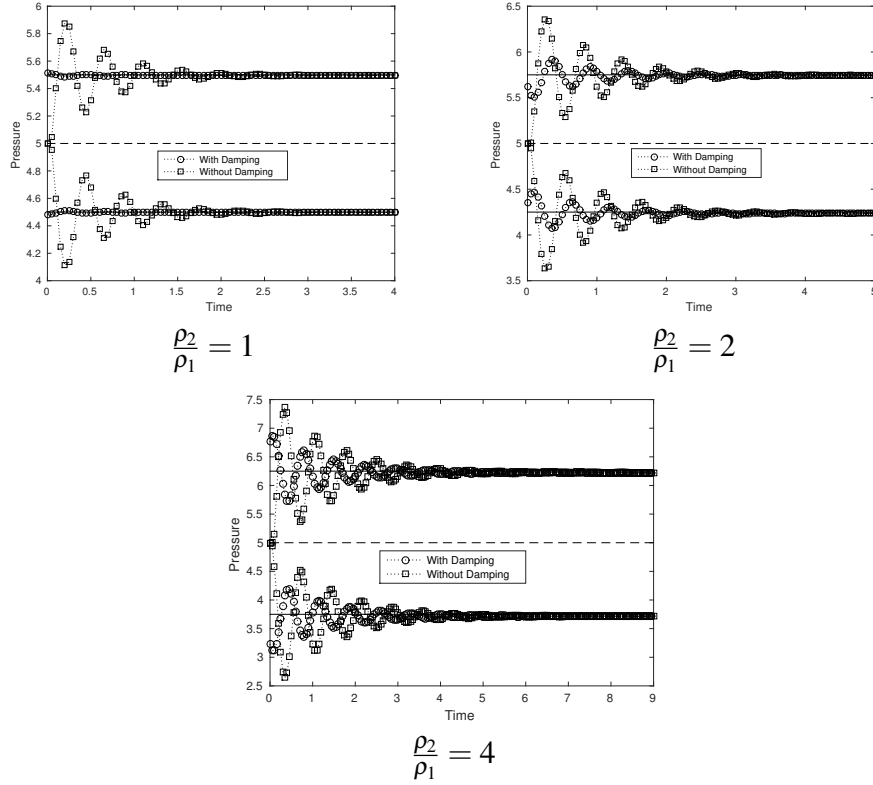 6
5.8
5.6
5.4
5.2
5
4.8
4.6
4.4
4.2
4
Pressure
With Damping
Without Damping
0 0.5 1 1.5 2 2.5 3 3.5 4
Time
ρ₂/ρ₁ = 1
6.5
6
5.5
5
4.5
4
3.5
Pressure
With Damping
Without Damping
0 1 2 3 4 5
Time
ρ₂/ρ₁ = 2
7.5
7
6.5
6
5.5
5
4.5
4
3.5
3
2.5
Pressure
With Damping
Without Damping
0 1 2 3 4 5 6 7 8 9
Time
ρ₂/ρ₁ = 4